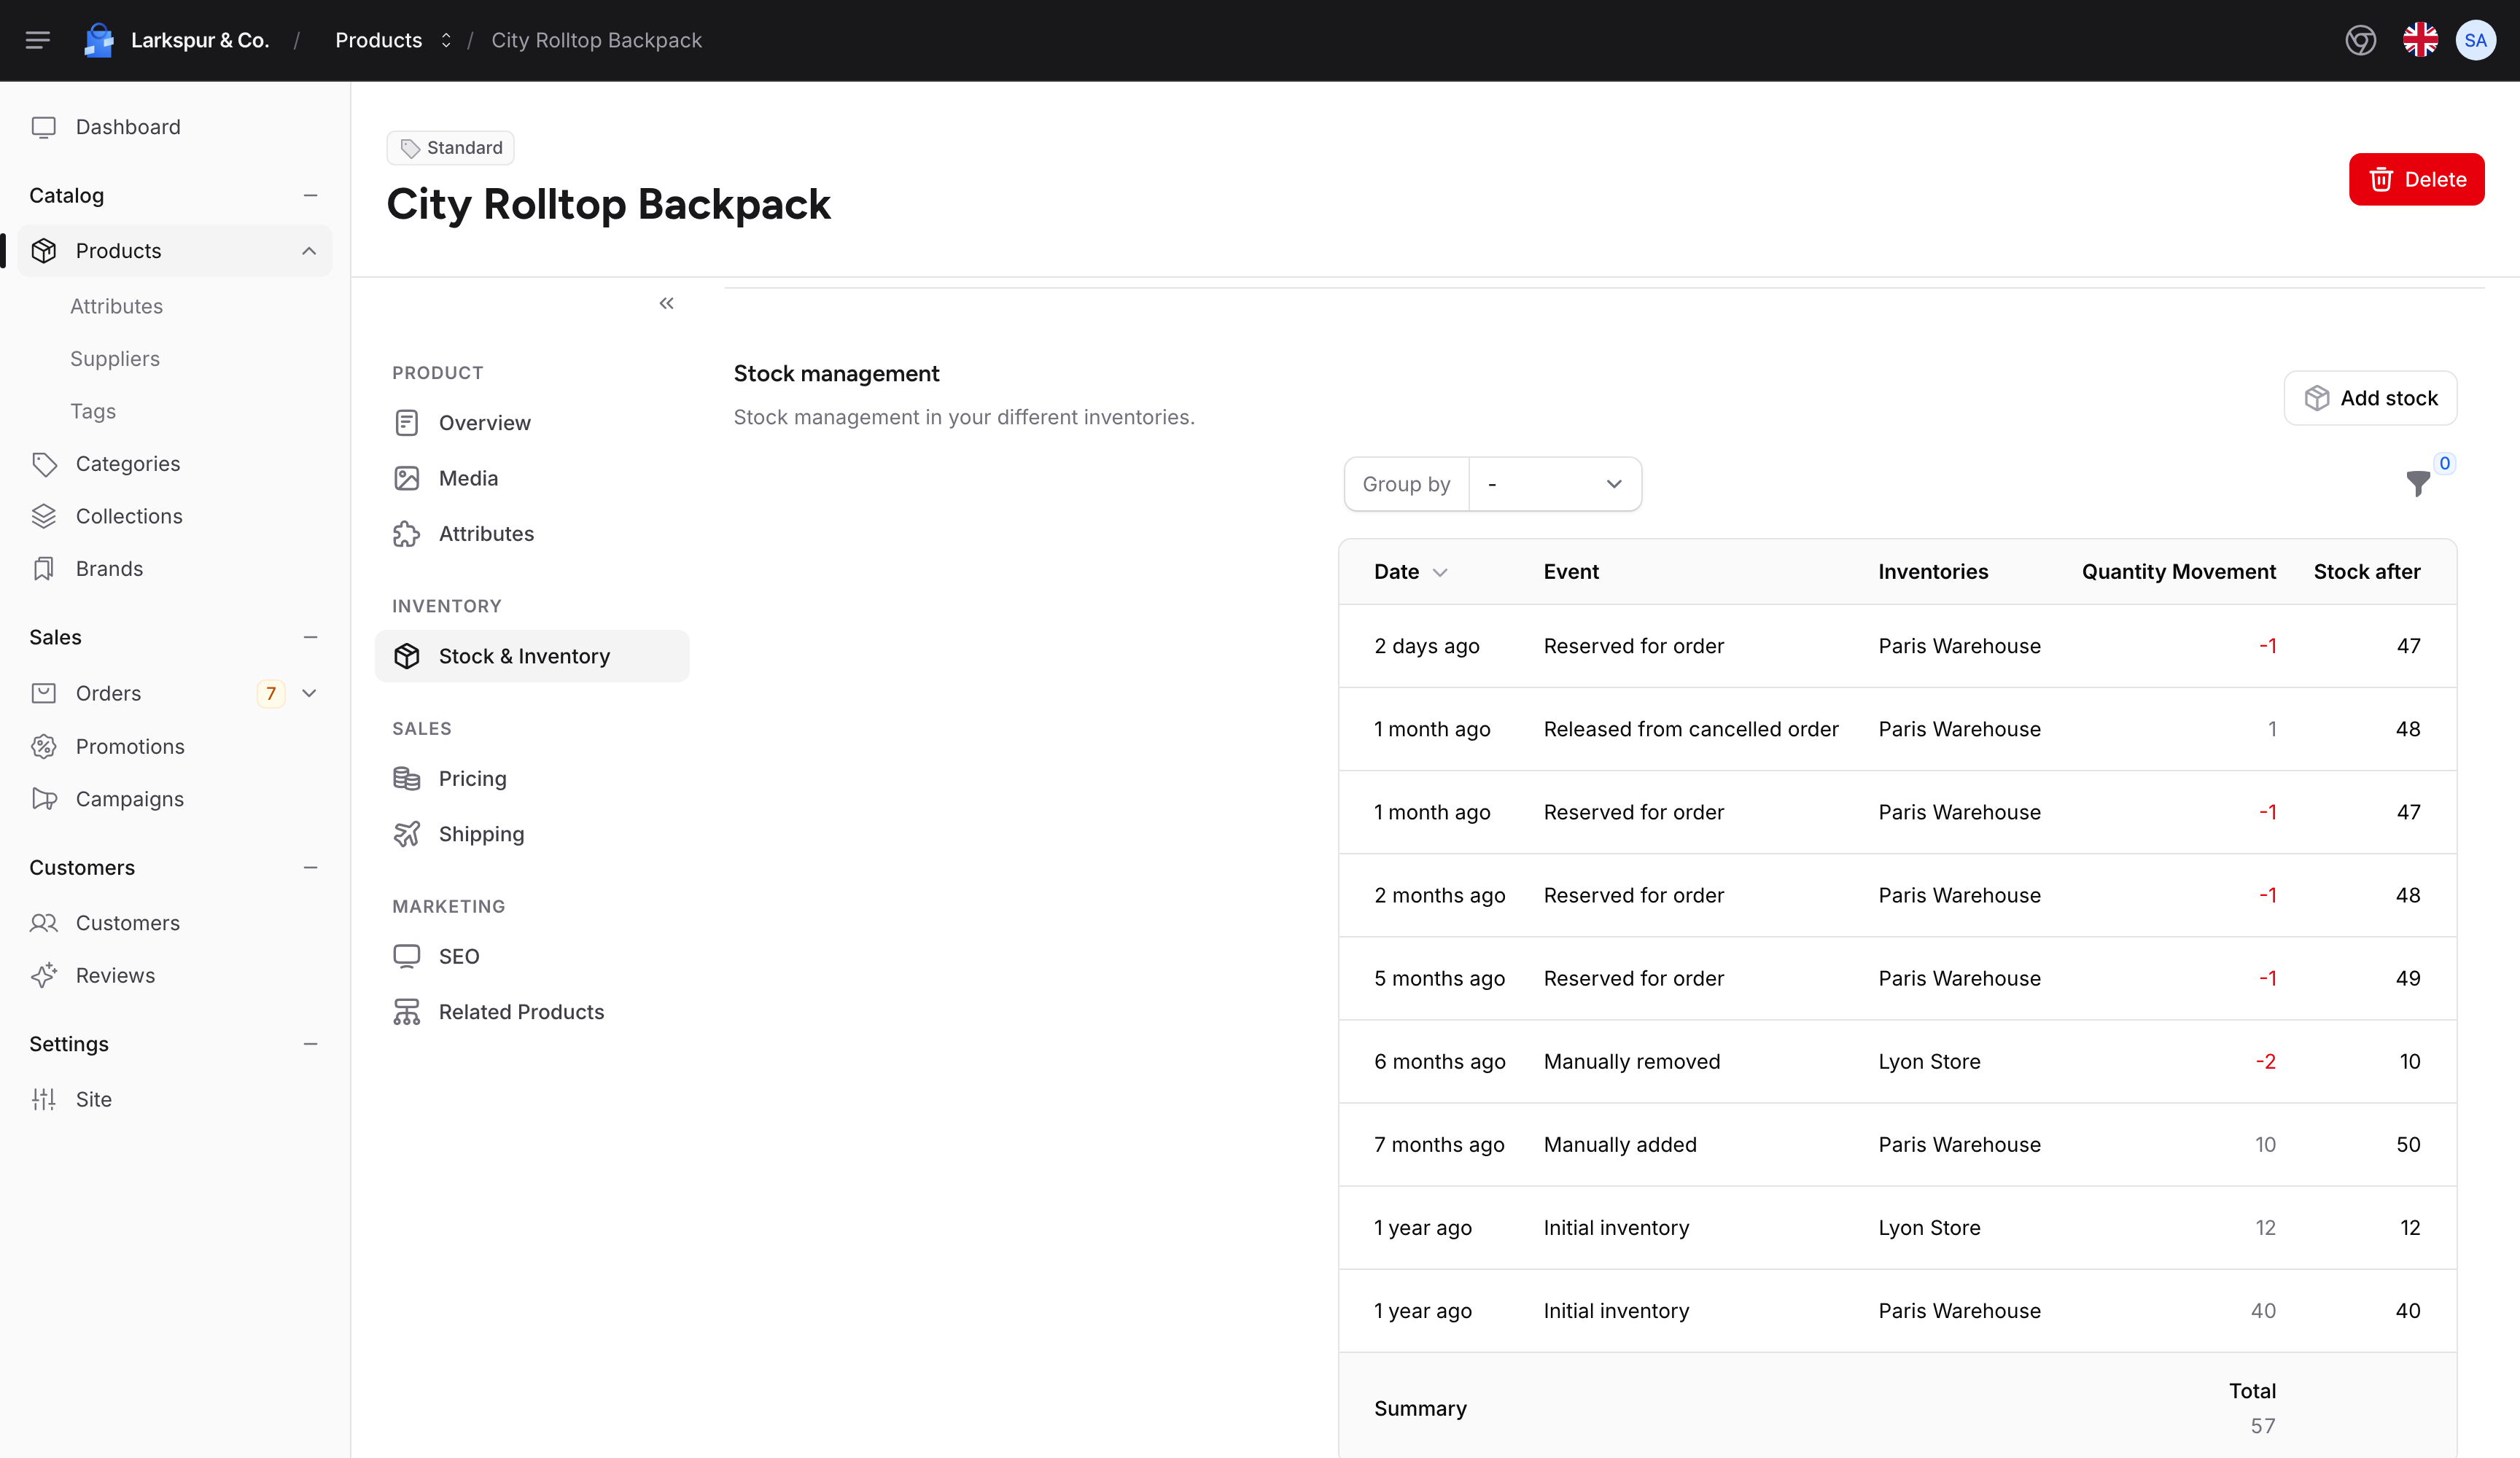 Larkspur & Co. / Products / City Rolltop Backpack
SA
Dashboard
Catalog
Products
Attributes
Suppliers
Tags
Categories
Collections
Brands
Sales
Orders 7
Promotions
Campaigns
Customers
Customers
Reviews
Settings
Site
Standard
City Rolltop Backpack
Delete
PRODUCT
Overview
Media
Attributes
INVENTORY
Stock & Inventory
SALES
Pricing
Shipping
MARKETING
SEO
Related Products
Stock management
Stock management in your different inventories.
Add stock
Group by -
0
Date Event Inventories Quantity Movement Stock after
2 days ago Reserved for order Paris Warehouse -1 47
1 month ago Released from cancelled order Paris Warehouse 1 48
1 month ago Reserved for order Paris Warehouse -1 47
2 months ago Reserved for order Paris Warehouse -1 48
5 months ago Reserved for order Paris Warehouse -1 49
6 months ago Manually removed Lyon Store -2 10
7 months ago Manually added Paris Warehouse 10 50
1 year ago Initial inventory Lyon Store 12 12
1 year ago Initial inventory Paris Warehouse 40 40
Summary
Total
57